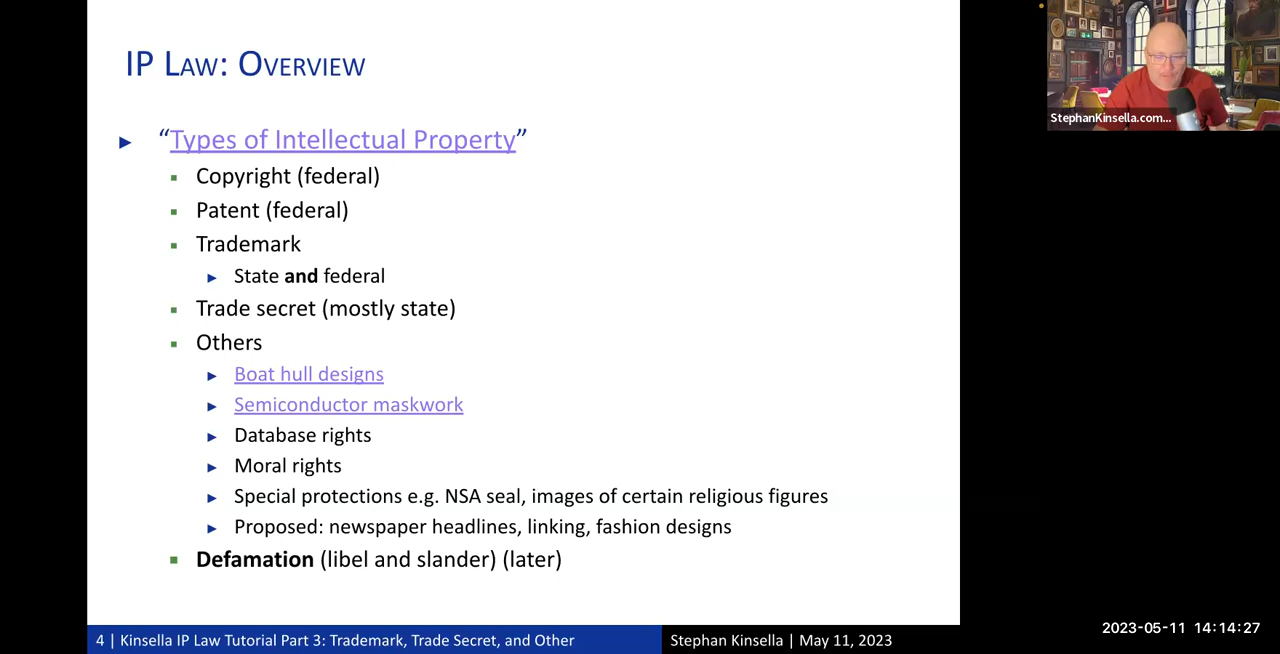 IP Law: Overview
“Types of Intellectual Property”
Copyright (federal)
Patent (federal)
Trademark
State and federal
Trade secret (mostly state)
Others
Boat hull designs
Semiconductor maskwork
Database rights
Moral rights
Special protections e.g. NSA seal, images of certain religious figures
Proposed: newspaper headlines, linking, fashion designs
Defamation (libel and slander) (later)
4 | Kinsella IP Law Tutorial Part 3: Trademark, Trade Secret, and Other
Stephan Kinsella | May 11, 2023
StephanKinsella.com...
2023-05-11 14:14:27